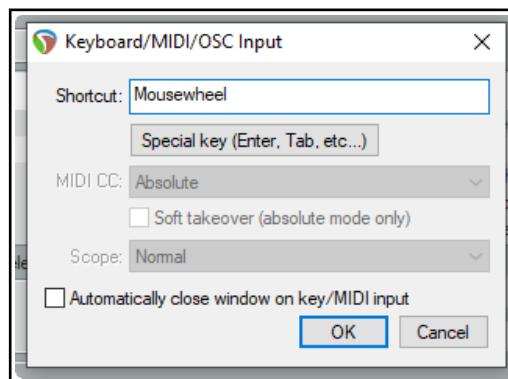 Keyboard/MIDI/OSC Input
Shortcut: Mousewheel
Special key (Enter, Tab, etc...)
MIDI CC: Absolute
Soft takeover (absolute mode only)
Scope: Normal
Automatically close window on key/MIDI input
OK Cancel